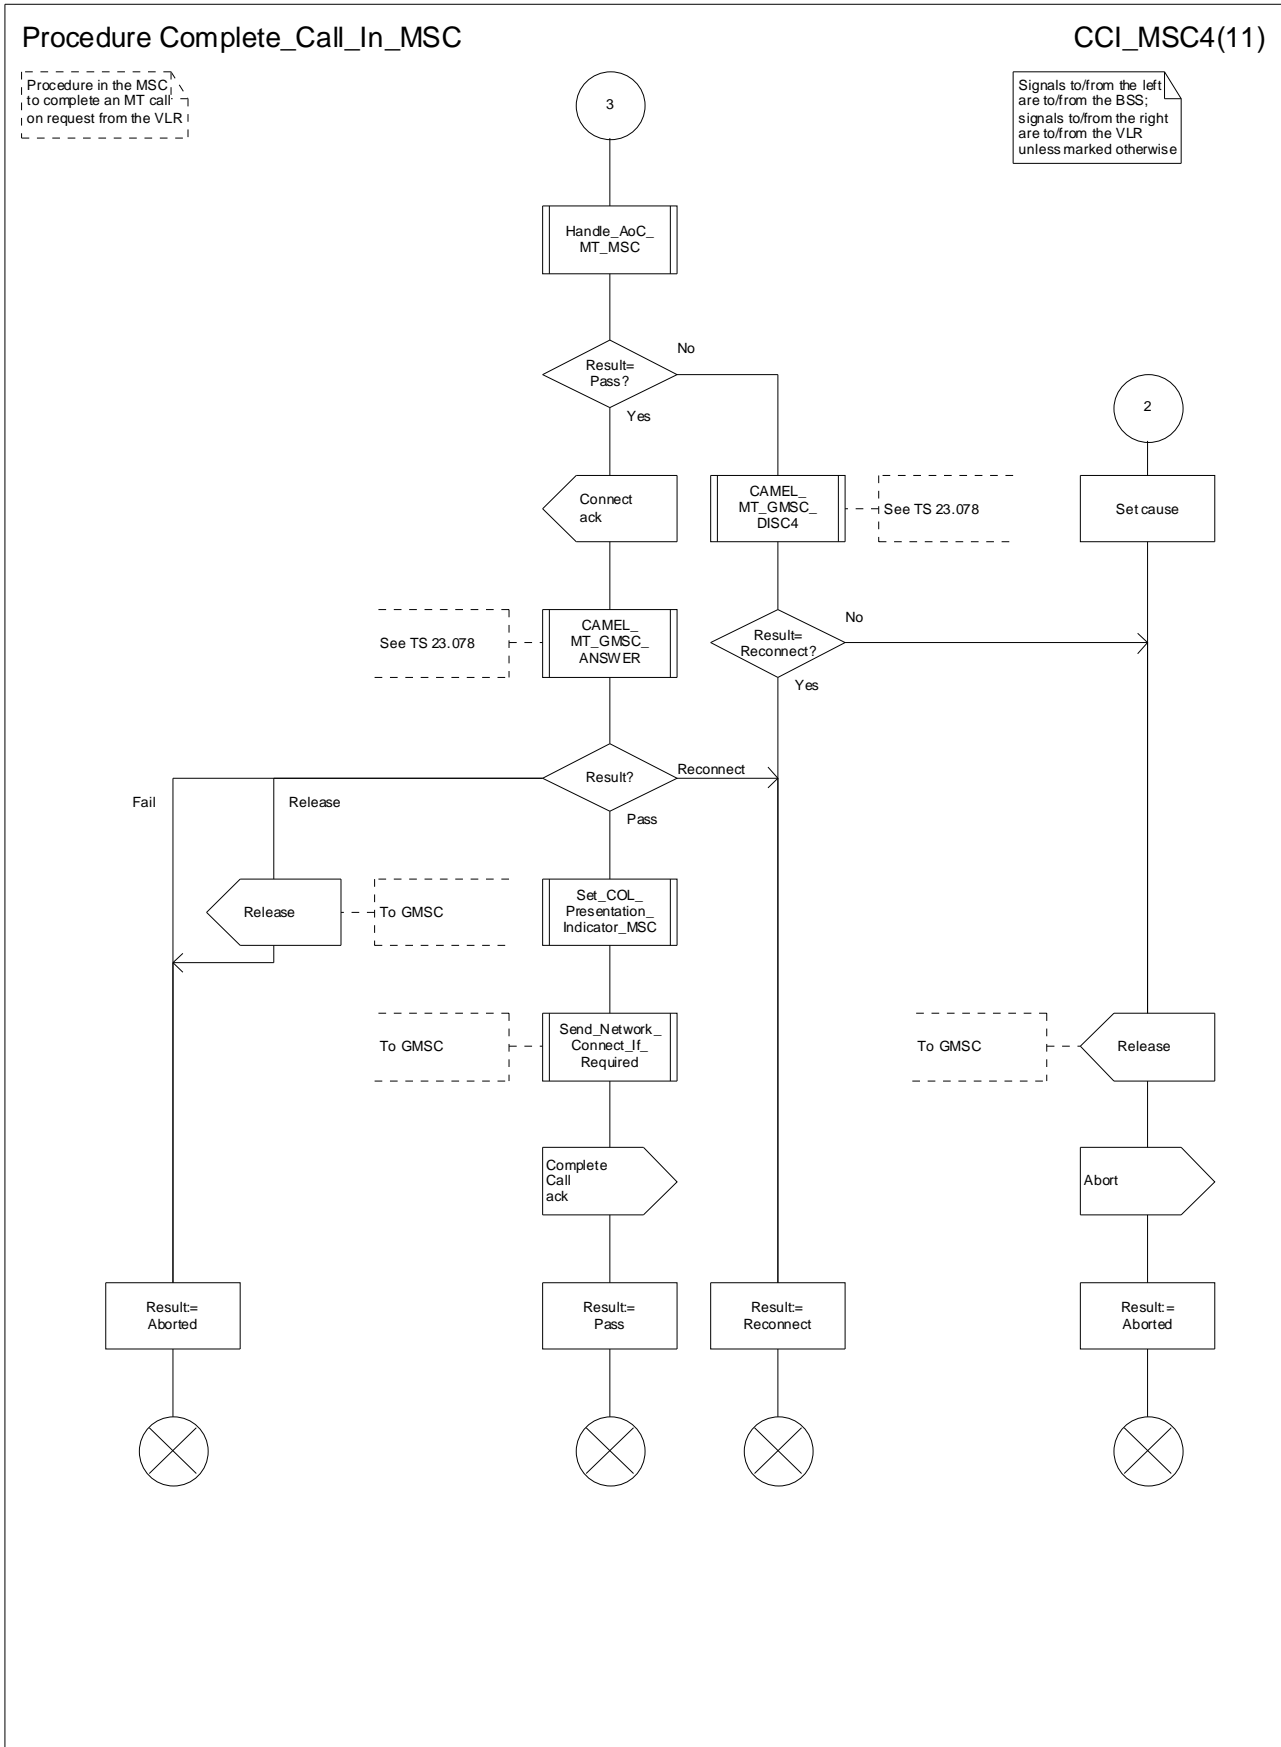 Procedure Complete_Call_In_MSC
CCI_MSC4(11)
Procedure in the MSC
to complete an MT call
on request from the VLR
Signals to/from the left
are to/from the BSS;
signals to/from the right
are to/from the VLR
unless marked otherwise
3
Handle_AoC_
MT_MSC
Result=
Pass?
No
Yes
2
Connect
ack
CAMEL_
MT_GMSC_
DISC4
See TS 23.078
Set cause
See TS 23.078
CAMEL_
MT_GMSC_
ANSWER
Result=
Reconnect?
No
Yes
Result?
Reconnect
Fail
Release
Pass
Release
To GMSC
Set_COL_
Presentation_
Indicator_MSC
To GMSC
Send_Network_
Connect_If_
Required
To GMSC
Release
Complete
Call
ack
Abort
Result:=
Aborted
Result:=
Pass
Result:=
Reconnect
Result:=
Aborted